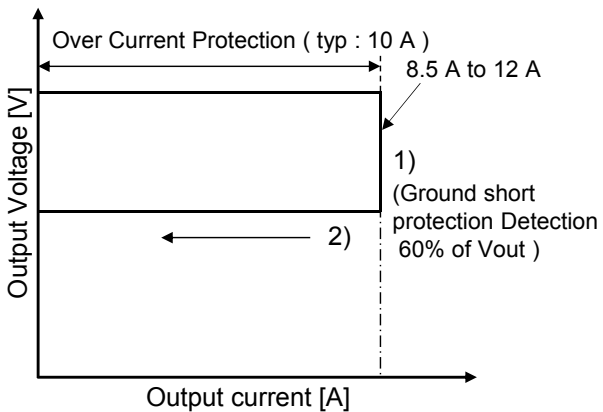 Over Current Protection ( typ : 10 A )
8.5 A to 12 A
1)
(Ground short
protection Detection
60% of Vout )
2)
Output Voltage [V]
Output current [A]